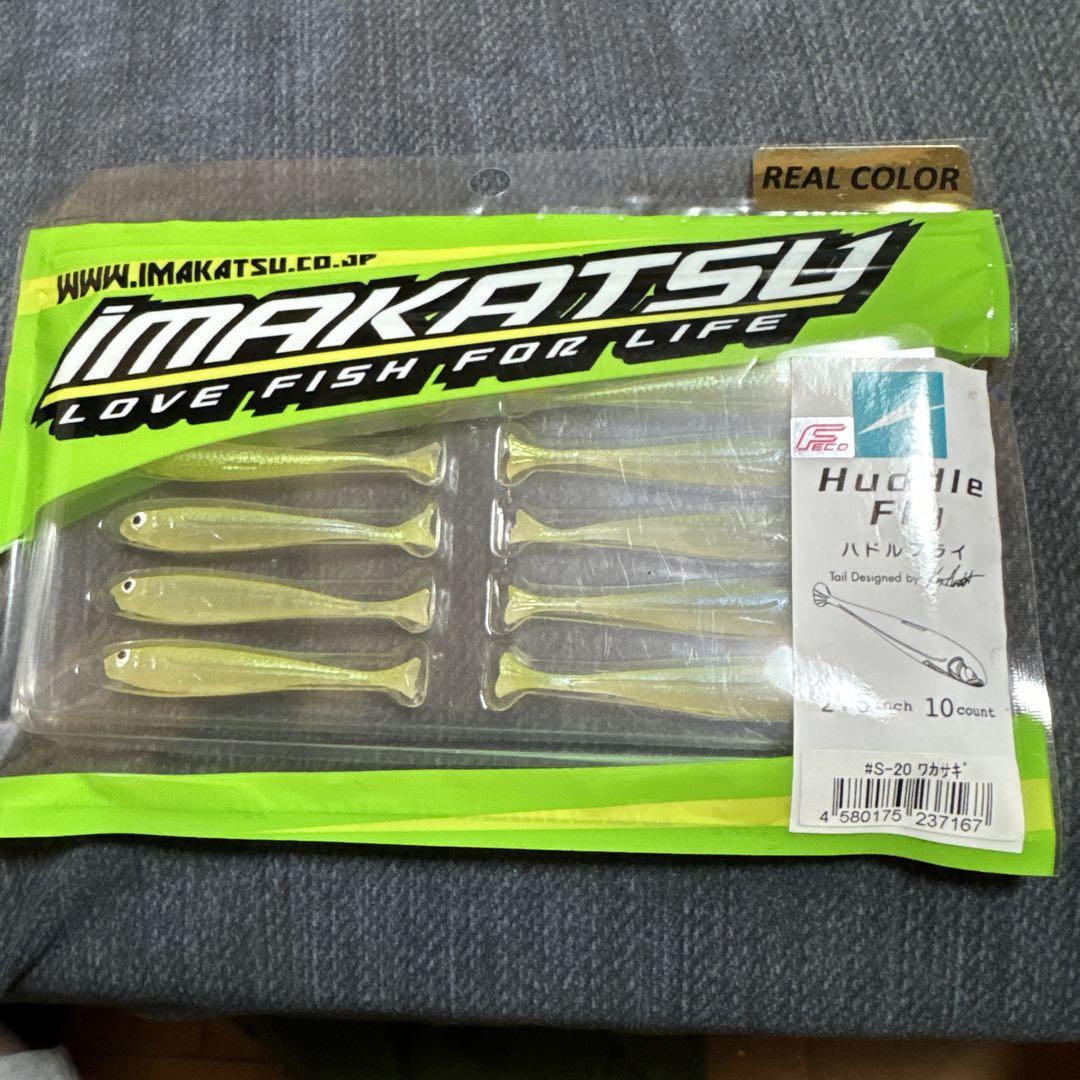 REAL COLOR
WWW.IMAKATSU.CO.JP
iMAKATSU
LOVE FISH FOR LIFE
FECO
Huddle
Fly
ハドルフライ
Tail Designed by
inch 10 count
#S-20 ワカサギ
4 580175 237167